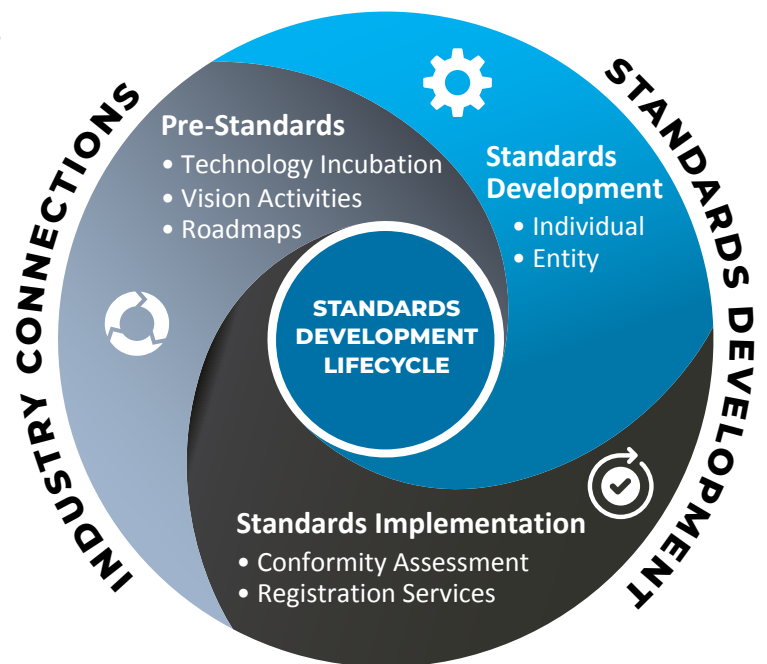 INDUSTRY CONNECTIONS
STANDARDS DEVELOPMENT
Pre-Standards
• Technology Incubation
• Vision Activities
• Roadmaps
Standards
Development
• Individual
• Entity
STANDARDS
DEVELOPMENT
LIFECYCLE
Standards Implementation
• Conformity Assessment
• Registration Services